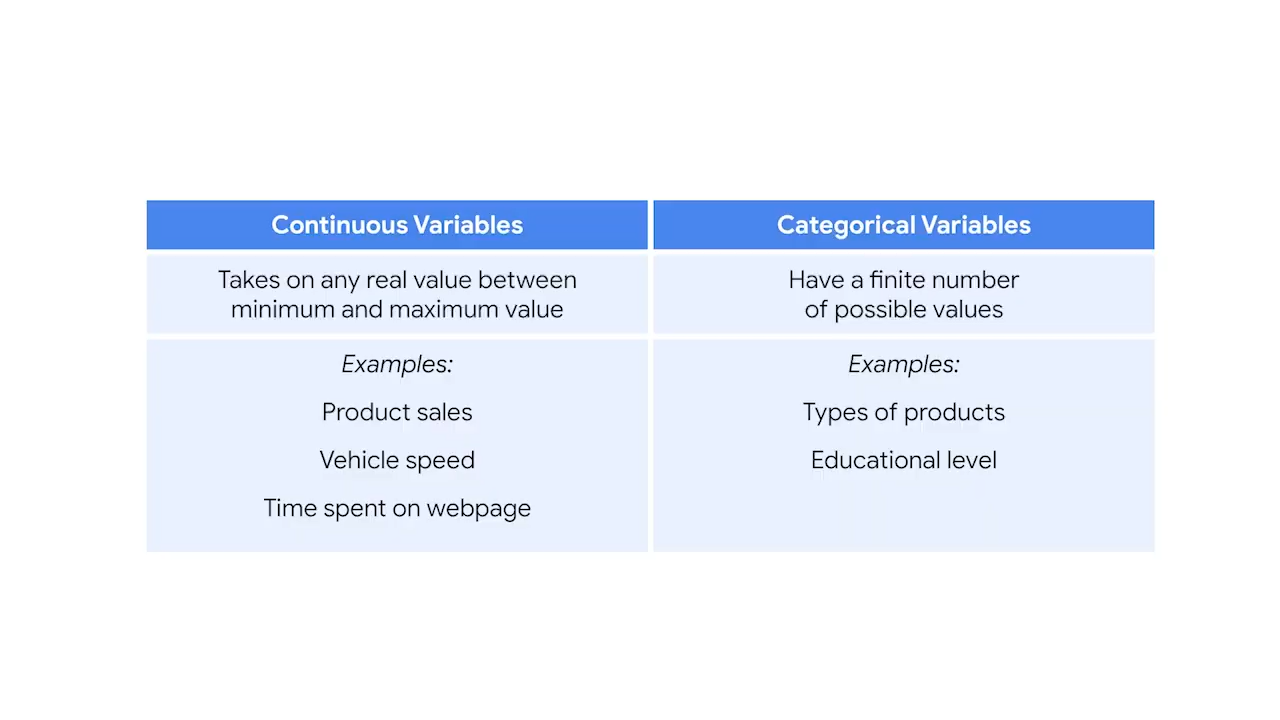 Continuous Variables
Takes on any real value between
minimum and maximum value
Examples:
Product sales
Vehicle speed
Time spent on webpage
Categorical Variables
Have a finite number
of possible values
Examples:
Types of products
Educational level